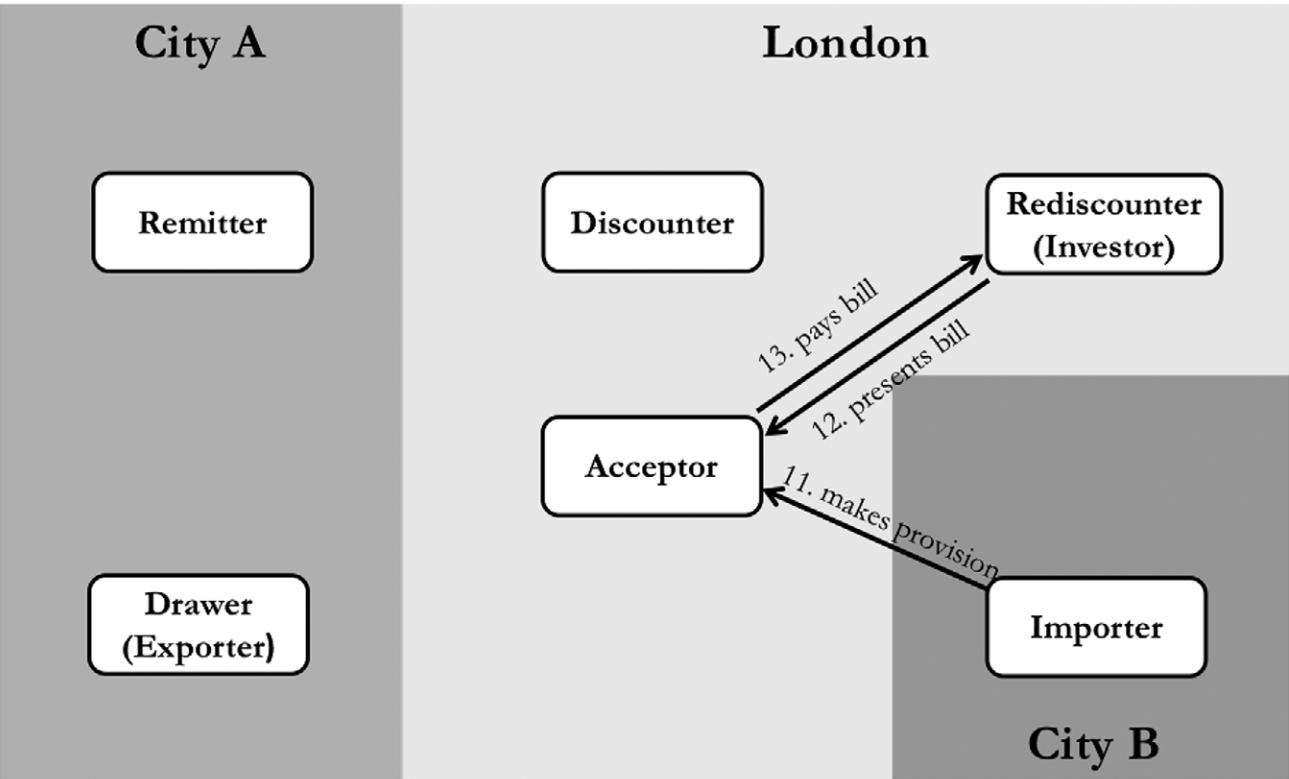 City A
London
Remitter
Discounter
Rediscounter
(Investor)
13. pays bill
12. presents bill
Acceptor
11. makes provision
Drawer
(Exporter)
Importer
City B